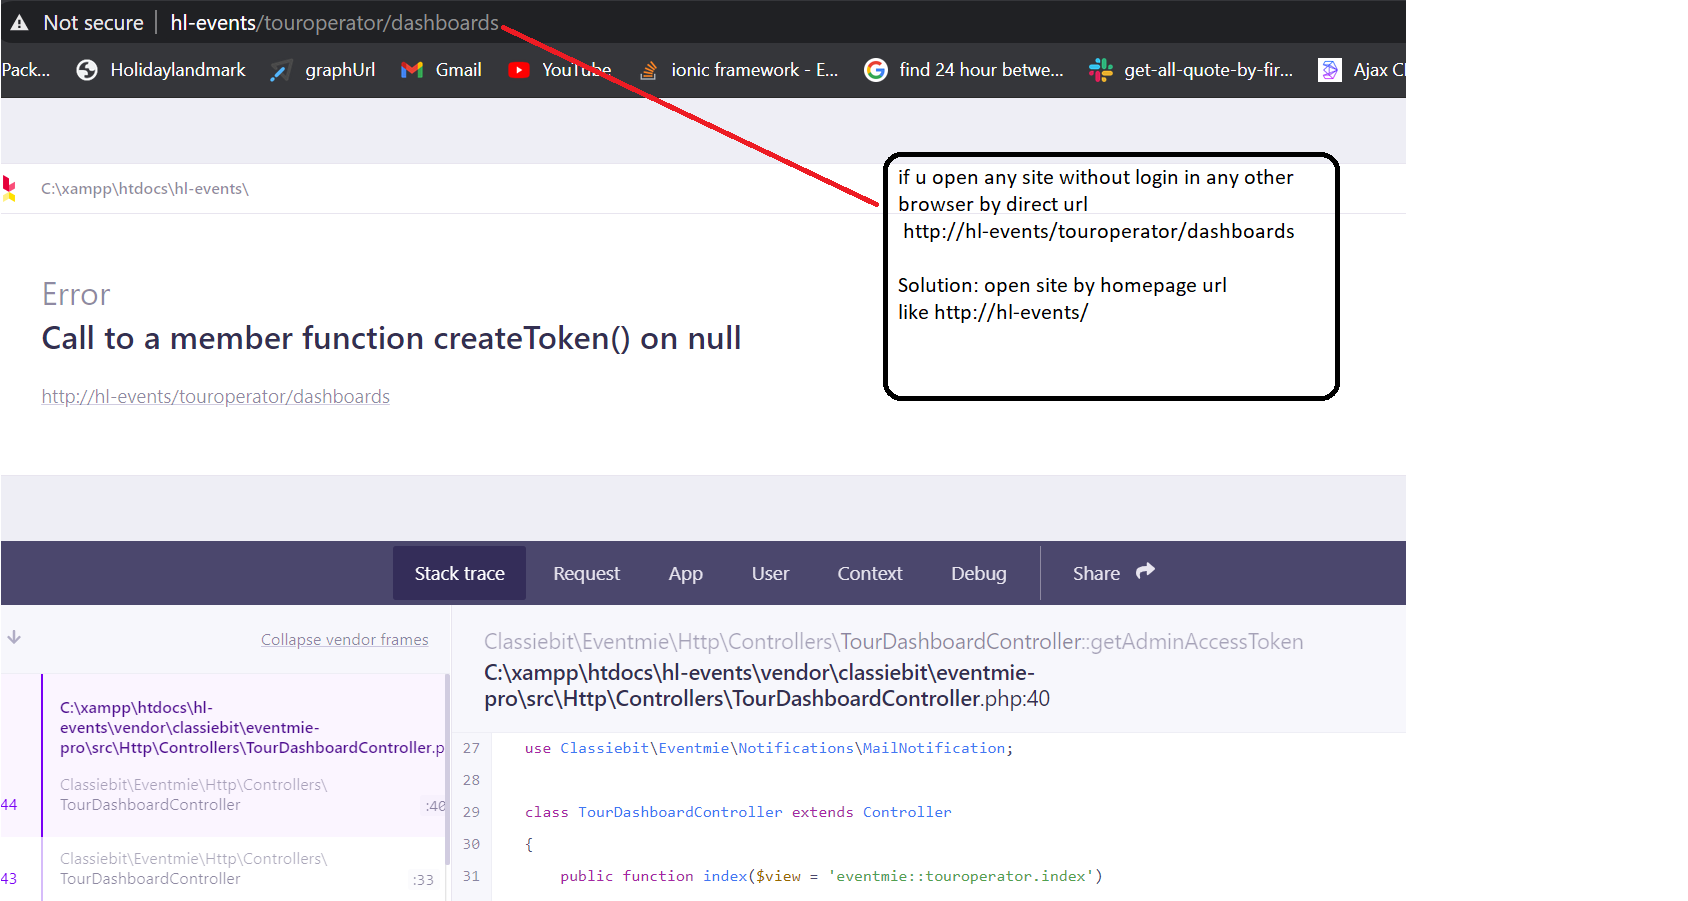 Not secure | hl-events/touroperator/dashboards
Pack... Holidaylandmark graphUrl Gmail YouTube ionic framework - E... find 24 hour betwe... get-all-quote-by-fir... Ajax
C:\xampp\htdocs\hl-events\
if u open any site without login in any other
browser by direct url
http://hl-events/touroperator/dashboards
Solution: open site by homepage url
like http://hl-events/
Error
Call to a member function createToken() on null
http://hl-events/touroperator/dashboards
Stack trace Request App User Context Debug Share
Collapse vendor frames
C:\xampp\htdocs\hl-
events\vendor\classiebit\eventmie-
pro\src\Http\Controllers\TourDashboardController.p
Classiebit\Eventmie\Http\Controllers\
44 TourDashboardController :40
Classiebit\Eventmie\Http\Controllers\
43 TourDashboardController :33
Classiebit\Eventmie\Http\Controllers\TourDashboardController::getAdminAccessToken
C:\xampp\htdocs\hl-events\vendor\classiebit\eventmie-
pro\src\Http\Controllers\TourDashboardController.php:40
27 use Classiebit\Eventmie\Notifications\MailNotification;
28
29 class TourDashboardController extends Controller
30 {
31 public function index($view = 'eventmie::touroperator.index')